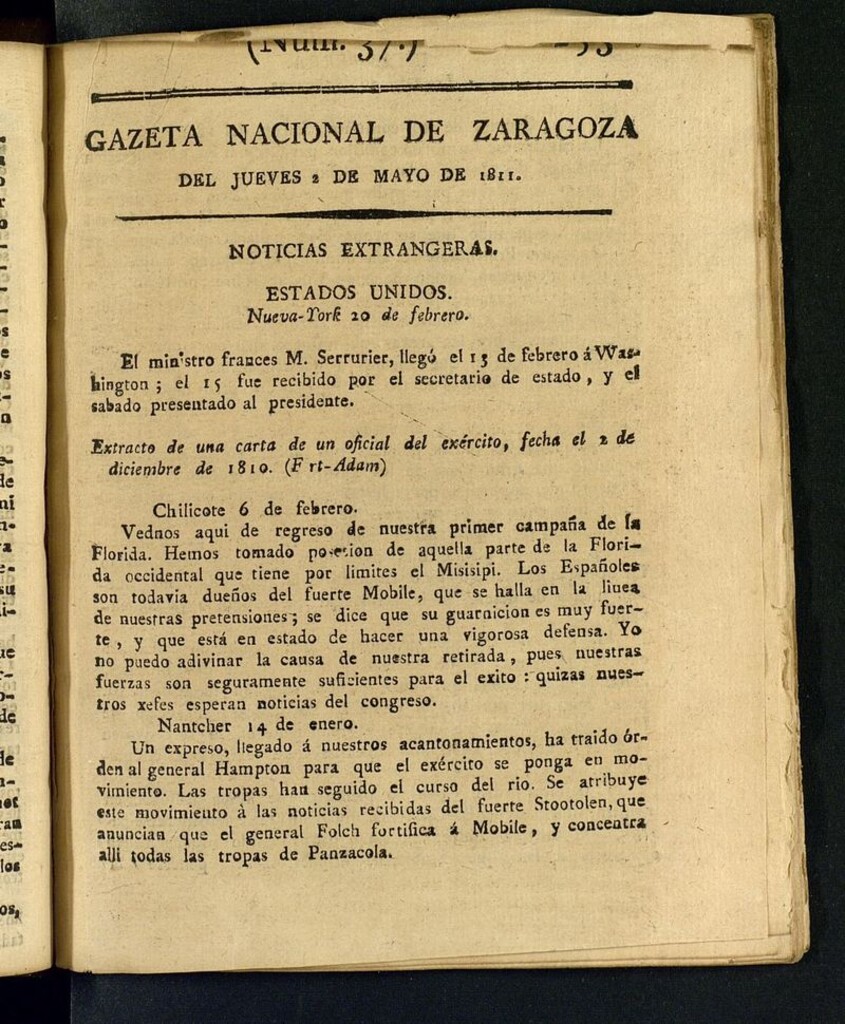 (Num. 37.)
GAZETA NACIONAL DE ZARAGOZA
DEL JUEVES 2 DE MAYO DE 1811.
NOTICIAS EXTRANGERAS.
ESTADOS UNIDOS.
Nueva-York 20 de febrero.
El min'stro frances M. Serrurier, llegó el 13 de febrero á Was-
hington; el 15 fue recibido por el secretario de estado, y el
sabado presentado al presidente.
Extracto de una carta de un oficial del exército, fecha el 2 de
diciembre de 1810. (F rt-Adam)
Chilicote 6 de febrero.
Vednos aqui de regreso de nuestra primer campaña de la
Florida. Hemos tomado posesion de aquella parte de la Flori-
da occidental que tiene por limites el Misisipi. Los Españoles
son todavia dueños del fuerte Mobile, que se halla en la linea
de nuestras pretensiones; se dice que su guarnicion es muy fuer-
te, y que está en estado de hacer una vigorosa defensa. Yo
no puedo adivinar la causa de nuestra retirada, pues nuestras
fuerzas son seguramente suficientes para el exito: quizas nues-
tros xefes esperan noticias del congreso.
Nantcher 14 de enero.
Un expreso, llegado á nuestros acantonamientos, ha traido ór-
den al general Hampton para que el exército se ponga en mo-
vimiento. Las tropas han seguido el curso del rio. Se atribuye
este movimiento à las noticias recibidas del fuerte Stootolen, que
anuncian que el general Folch fortifica á Mobile, y concentra
alli todas las tropas de Panzacola.